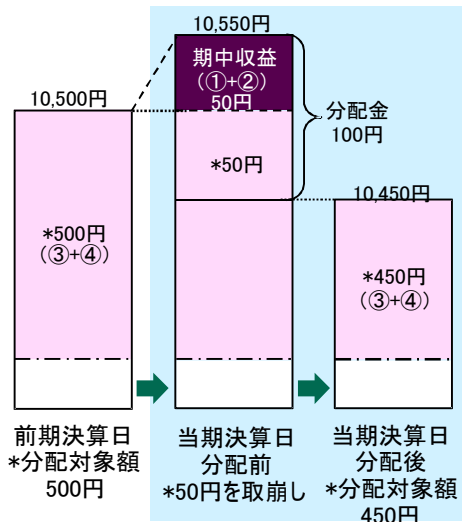 10,550円
期中収益
(①+②)
50円
10,500円
分配金
100円
*50円
10,450円
*500円
(③+④)
*450円
(③+④)
前期決算日
*分配対象額
500円
当期決算日
分配前
*50円を取崩し
当期決算日
分配後
*分配対象額
450円